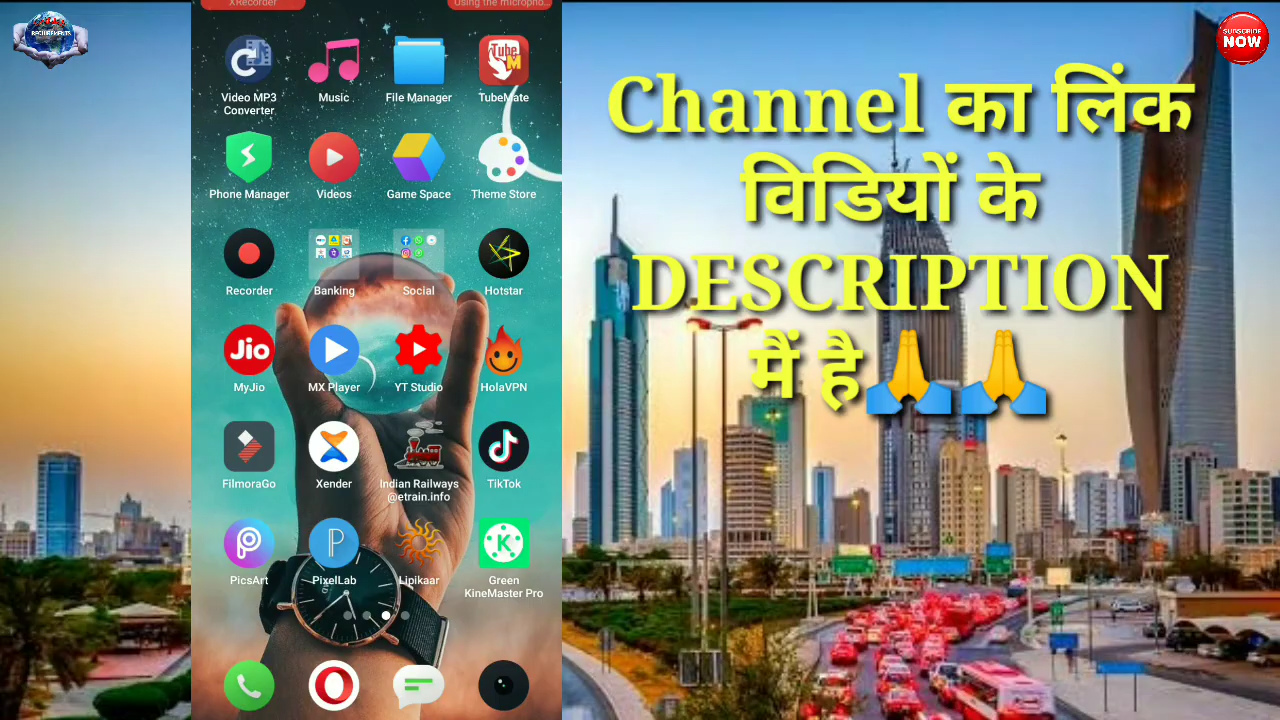 XRecorder
Using the micropho...
REQUIREMENTS
SUBSCRIBE
NOW
Video MP3
Converter
Music
File Manager
TubeMate
Phone Manager
Videos
Game Space
Theme Store
Recorder
Banking
Social
Hotstar
Jio
MyJio
MX Player
YT Studio
HolaVPN
FilmoraGo
Xender
Indian Railways
@etrain.info
TikTok
PicsArt
PixelLab
Lipikaar
Green
KineMaster Pro
Channel का लिंक
विडियों के
DESCRIPTION
मैं है🙏🙏